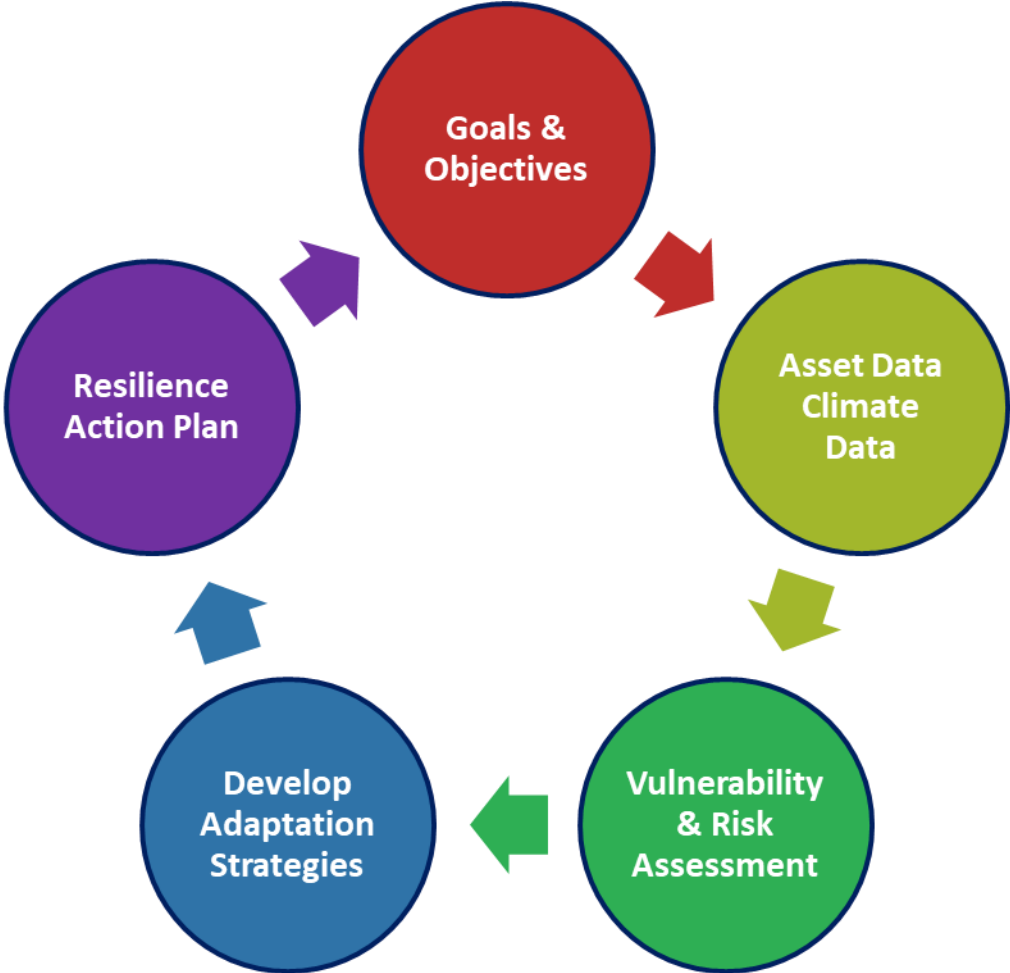 Goals &
Objectives
Asset Data
Climate
Data
Vulnerability
& Risk
Assessment
Develop
Adaptation
Strategies
Resilience
Action Plan